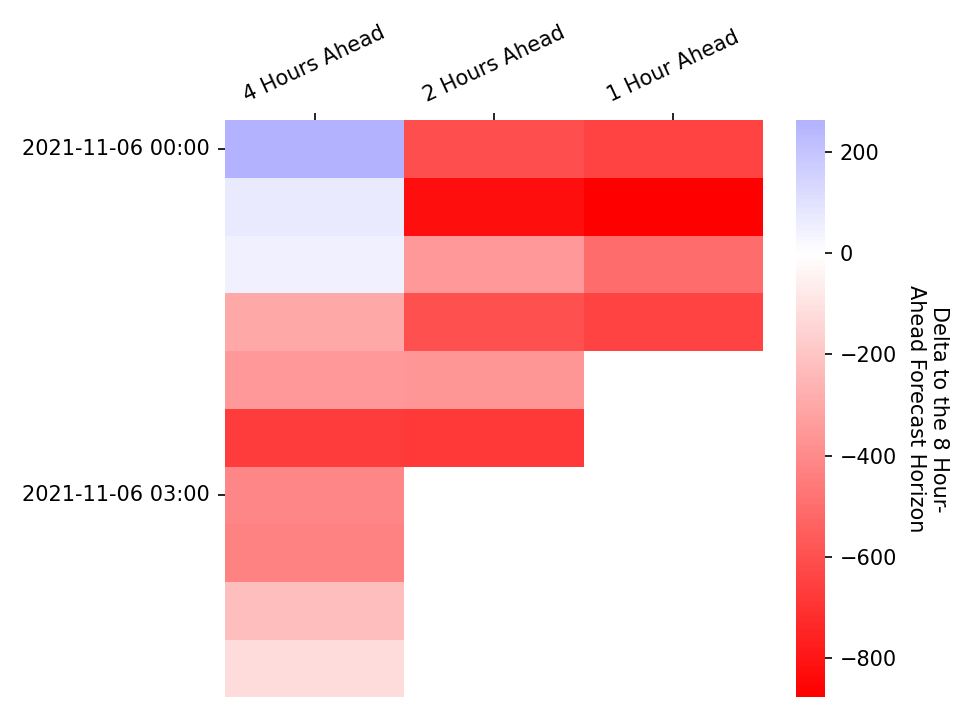 4 Hours Ahead
2 Hours Ahead
1 Hour Ahead
2021-11-06 00:00
2021-11-06 03:00
200
0
−200
−400
−600
−800
Delta to the 8 Hour-
Ahead Forecast Horizon